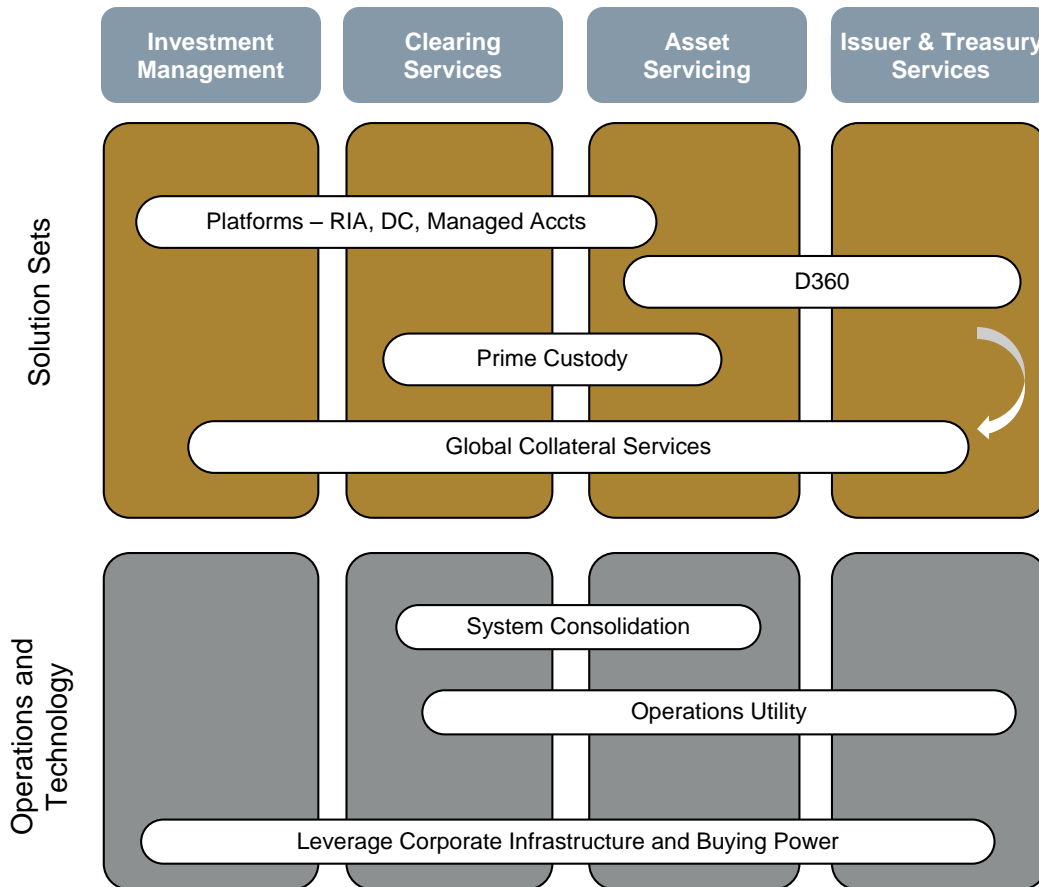 Investment
Management
Clearing
Services
Asset
Servicing
Issuer & Treasury
Services
Solution Sets
Platforms – RIA, DC, Managed Accts
D360
Prime Custody
Global Collateral Services
Operations and
Technology
System Consolidation
Operations Utility
Leverage Corporate Infrastructure and Buying Power